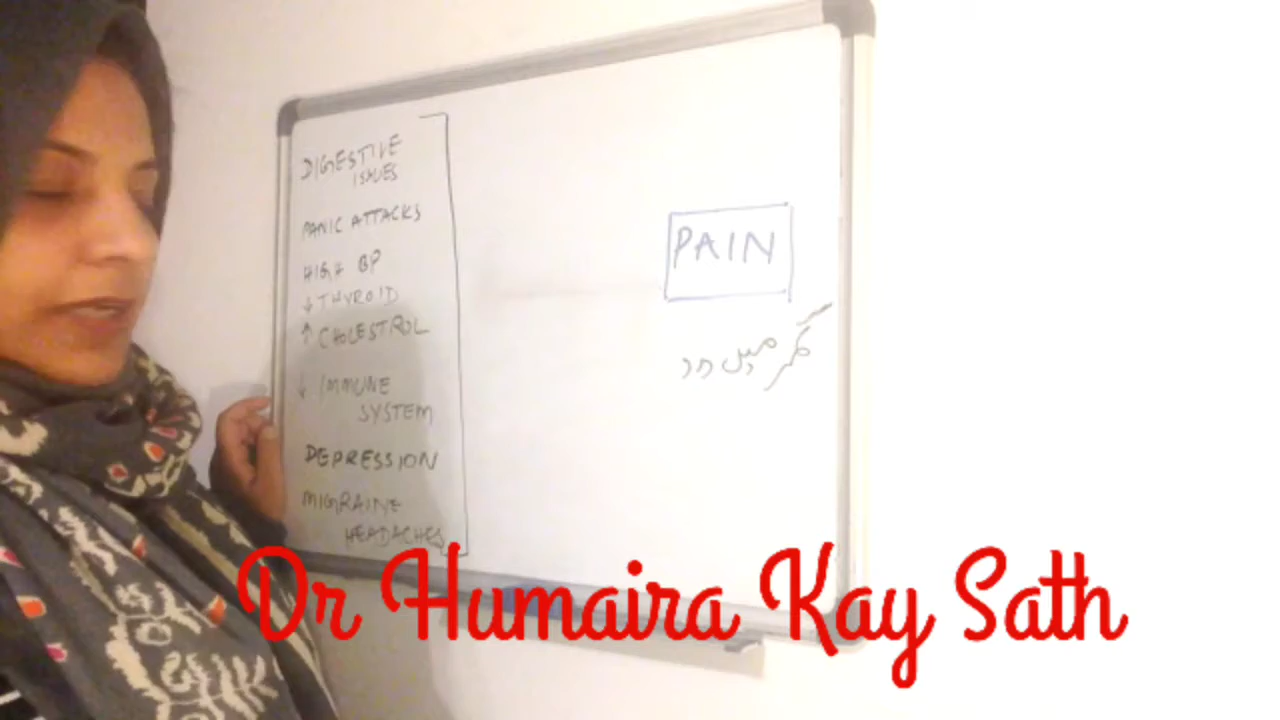 DIGESTIVE
ISSUES
PANIC ATTACKS
HIGH BP
↓ THYROID
↑ CHOLESTROL
↓ IMMUNE
SYSTEM
DEPRESSION
MIGRAINE
HEADACHES
PAIN
کمر میں درد
Dr Humaira Kay Sath